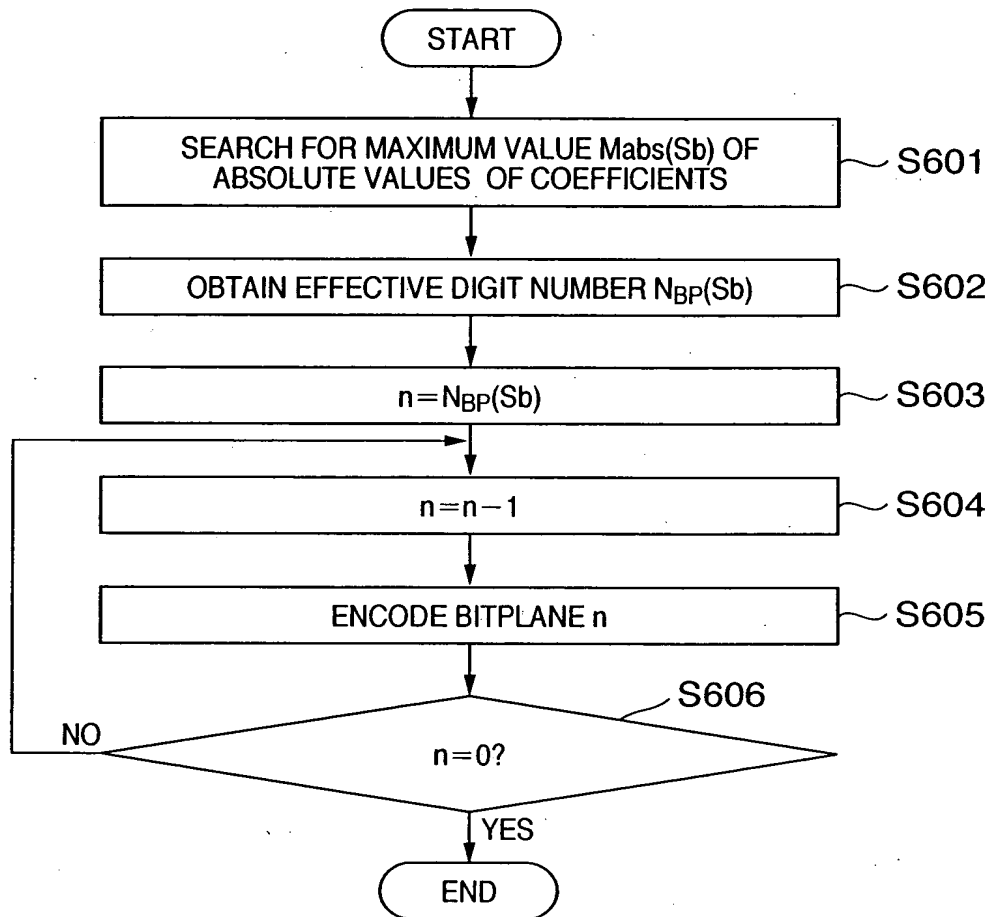 START
SEARCH FOR MAXIMUM VALUE Mabs(Sb) OF
ABSOLUTE VALUES OF COEFFICIENTS
S601
OBTAIN EFFECTIVE DIGIT NUMBER NBP(Sb)
S602
n=NBP(Sb)
S603
n=n−1
S604
ENCODE BITPLANE n
S605
S606
NO
n=0?
YES
END